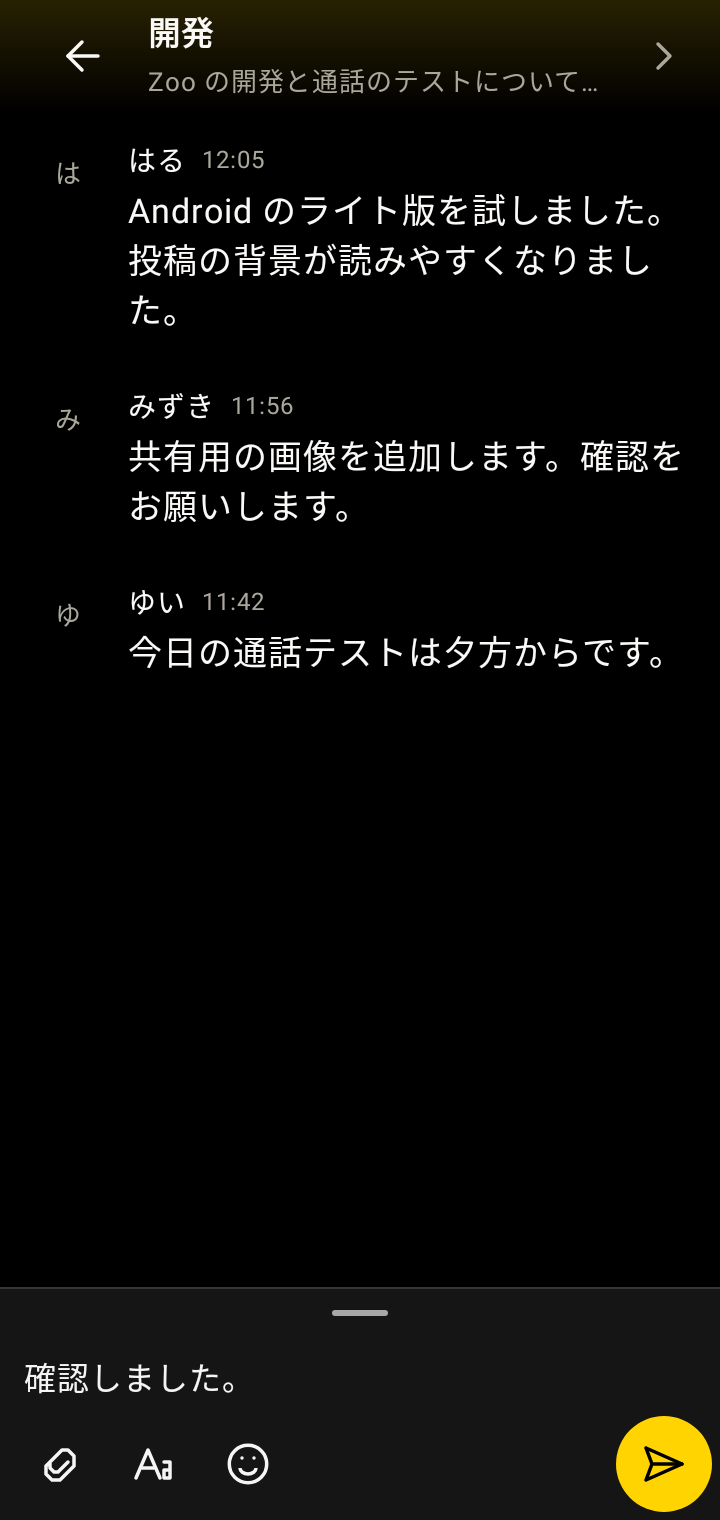 開発
Zoo の開発と通話のテストについて…
は
はる 12:05
Android のライト版を試しました。
投稿の背景が読みやすくなりまし
た。
み
みずき 11:56
共有用の画像を追加します。確認を
お願いします。
ゆ
ゆい 11:42
今日の通話テストは夕方からです。
確認しました。
Aa